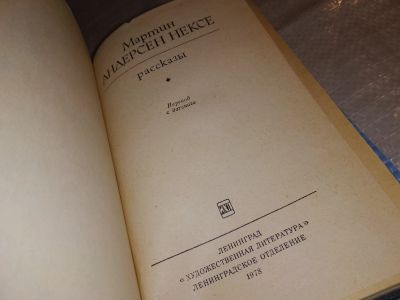 Мартин
АНДЕРСЕН НЕКСЕ
рассказы
Перевод
с датского
ЛЕНИНГРАД
«ХУДОЖЕСТВЕННАЯ ЛИТЕРАТУРА»
ЛЕНИНГРАДСКОЕ ОТДЕЛЕНИЕ
1978